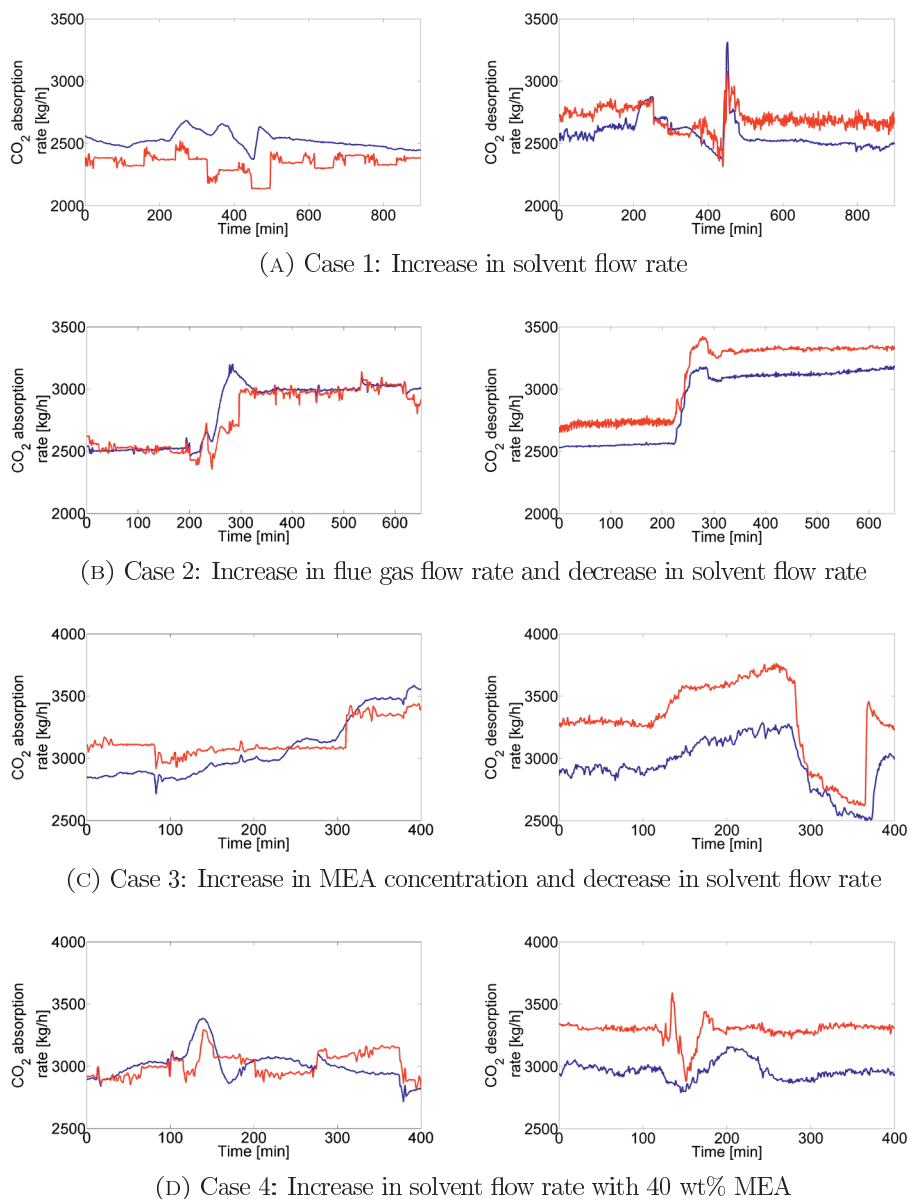 3500
3000
2500
2000
CO2 absorption
rate [kg/h]
0 200 400 600 800
Time [min]
3500
3000
2500
2000
CO2 desorption
rate [kg/h]
0 200 400 600 800
Time [min]
(A) Case 1: Increase in solvent flow rate
3500
3000
2500
2000
CO2 absorption
rate [kg/h]
0 100 200 300 400 500 600
Time [min]
3500
3000
2500
2000
CO2 desorption
rate [kg/h]
0 100 200 300 400 500 600
Time [min]
(B) Case 2: Increase in flue gas flow rate and decrease in solvent flow rate
4000
3500
3000
2500
CO2 absorption
rate [kg/h]
0 100 200 300 400
Time [min]
4000
3500
3000
2500
CO2 desorption
rate [kg/h]
0 100 200 300 400
Time [min]
(C) Case 3: Increase in MEA concentration and decrease in solvent flow rate
4000
3500
3000
2500
CO2 absorption
rate [kg/h]
0 100 200 300 400
Time [min]
4000
3500
3000
2500
CO2 desorption
rate [kg/h]
0 100 200 300 400
Time [min]
(D) Case 4: Increase in solvent flow rate with 40 wt% MEA